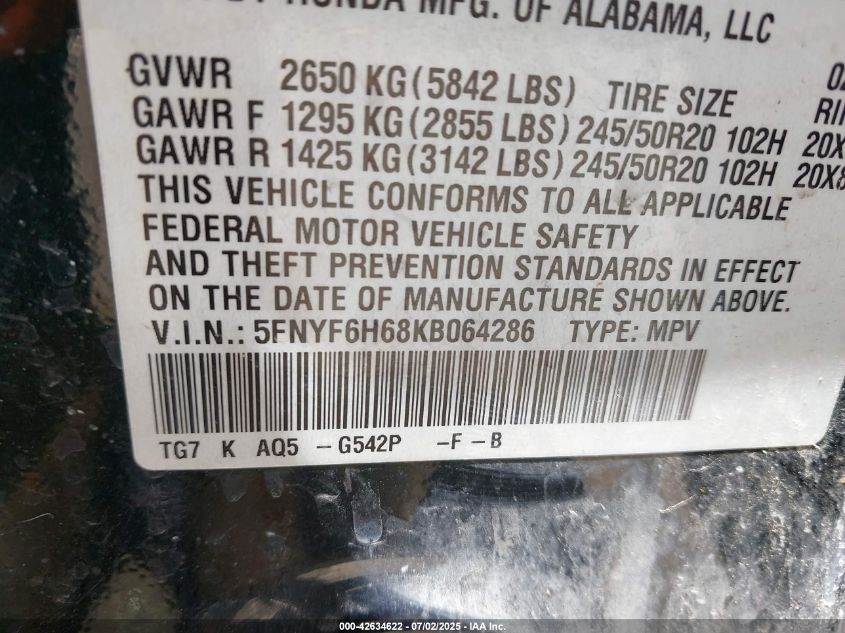 HONDA MFG. OF ALABAMA, LLC
GVWR 2650 KG (5842 LBS) TIRE SIZE
GAWR F 1295 KG (2855 LBS) 245/50R20 102H 20X
GAWR R 1425 KG (3142 LBS) 245/50R20 102H 20X8
THIS VEHICLE CONFORMS TO ALL APPLICABLE
FEDERAL MOTOR VEHICLE SAFETY
AND THEFT PREVENTION STANDARDS IN EFFECT
ON THE DATE OF MANUFACTURE SHOWN ABOVE.
V.I.N.: 5FNYF6H68KB064286 TYPE: MPV
TG7 K AQ5 -G542P -F-B
000-42634622 - 07/02/2025 - IAA Inc.